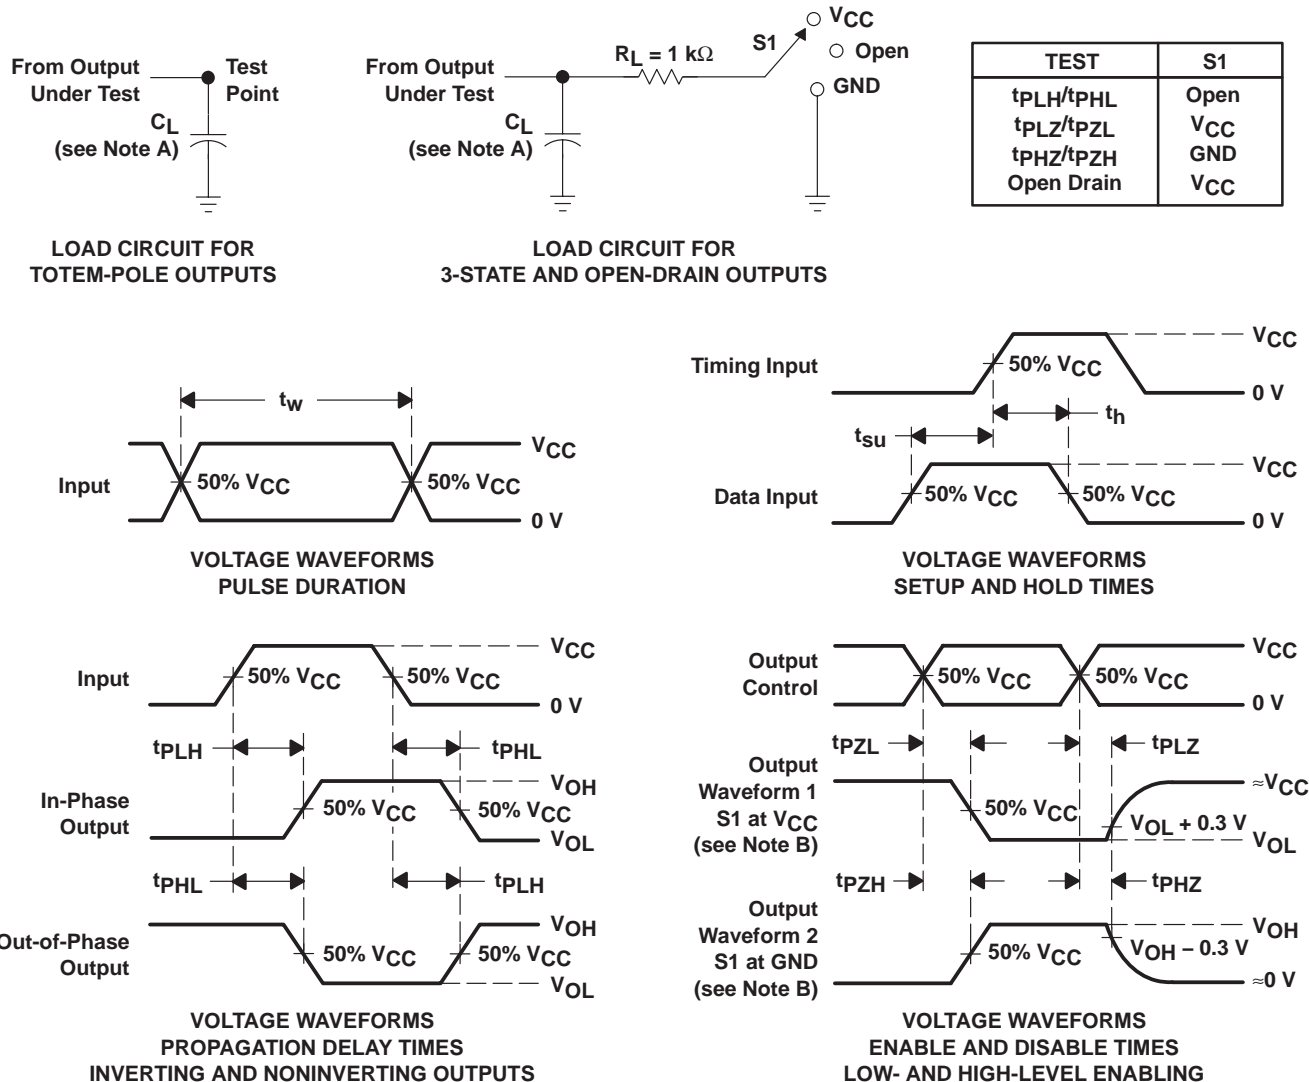 From Output
Under Test
Test
Point
CL
(see Note A)
LOAD CIRCUIT FOR
TOTEM-POLE OUTPUTS
From Output
Under Test
RL = 1 kΩ
S1
VCC
Open
GND
CL
(see Note A)
LOAD CIRCUIT FOR
3-STATE AND OPEN-DRAIN OUTPUTS
TEST S1
tPLH/tPHL Open
tPLZ/tPZL VCC
tPHZ/tPZH GND
Open Drain VCC
tw
Input
50% VCC
50% VCC
VCC
0 V
VOLTAGE WAVEFORMS
PULSE DURATION
Timing Input
50% VCC
VCC
0 V
th
tsu
Data Input
50% VCC
50% VCC
VCC
0 V
VOLTAGE WAVEFORMS
SETUP AND HOLD TIMES
Input
50% VCC
50% VCC
VCC
0 V
tPLH
tPHL
In-Phase
Output
50% VCC
50% VCC
VOH
VOL
tPHL
tPLH
Out-of-Phase
Output
50% VCC
50% VCC
VOH
VOL
VOLTAGE WAVEFORMS
PROPAGATION DELAY TIMES
INVERTING AND NONINVERTING OUTPUTS
Output
Control
50% VCC
50% VCC
VCC
0 V
tPZL
tPLZ
Output
Waveform 1
S1 at VCC
(see Note B)
50% VCC
≈VCC
VOL + 0.3 V
VOL
tPZH
tPHZ
Output
Waveform 2
S1 at GND
(see Note B)
50% VCC
VOH
VOH − 0.3 V
≈0 V
VOLTAGE WAVEFORMS
ENABLE AND DISABLE TIMES
LOW- AND HIGH-LEVEL ENABLING